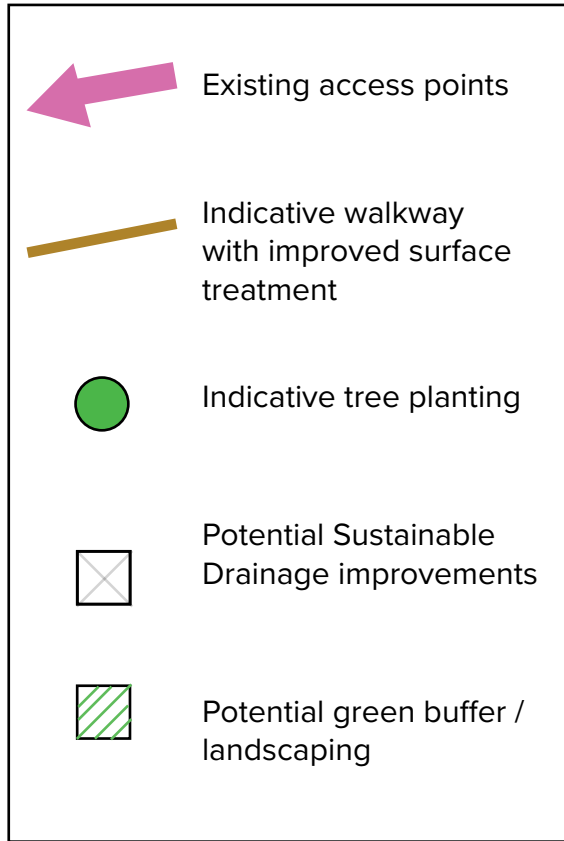 Existing access points
Indicative walkway
with improved surface
treatment
Indicative tree planting
Potential Sustainable
Drainage improvements
Potential green buffer /
landscaping